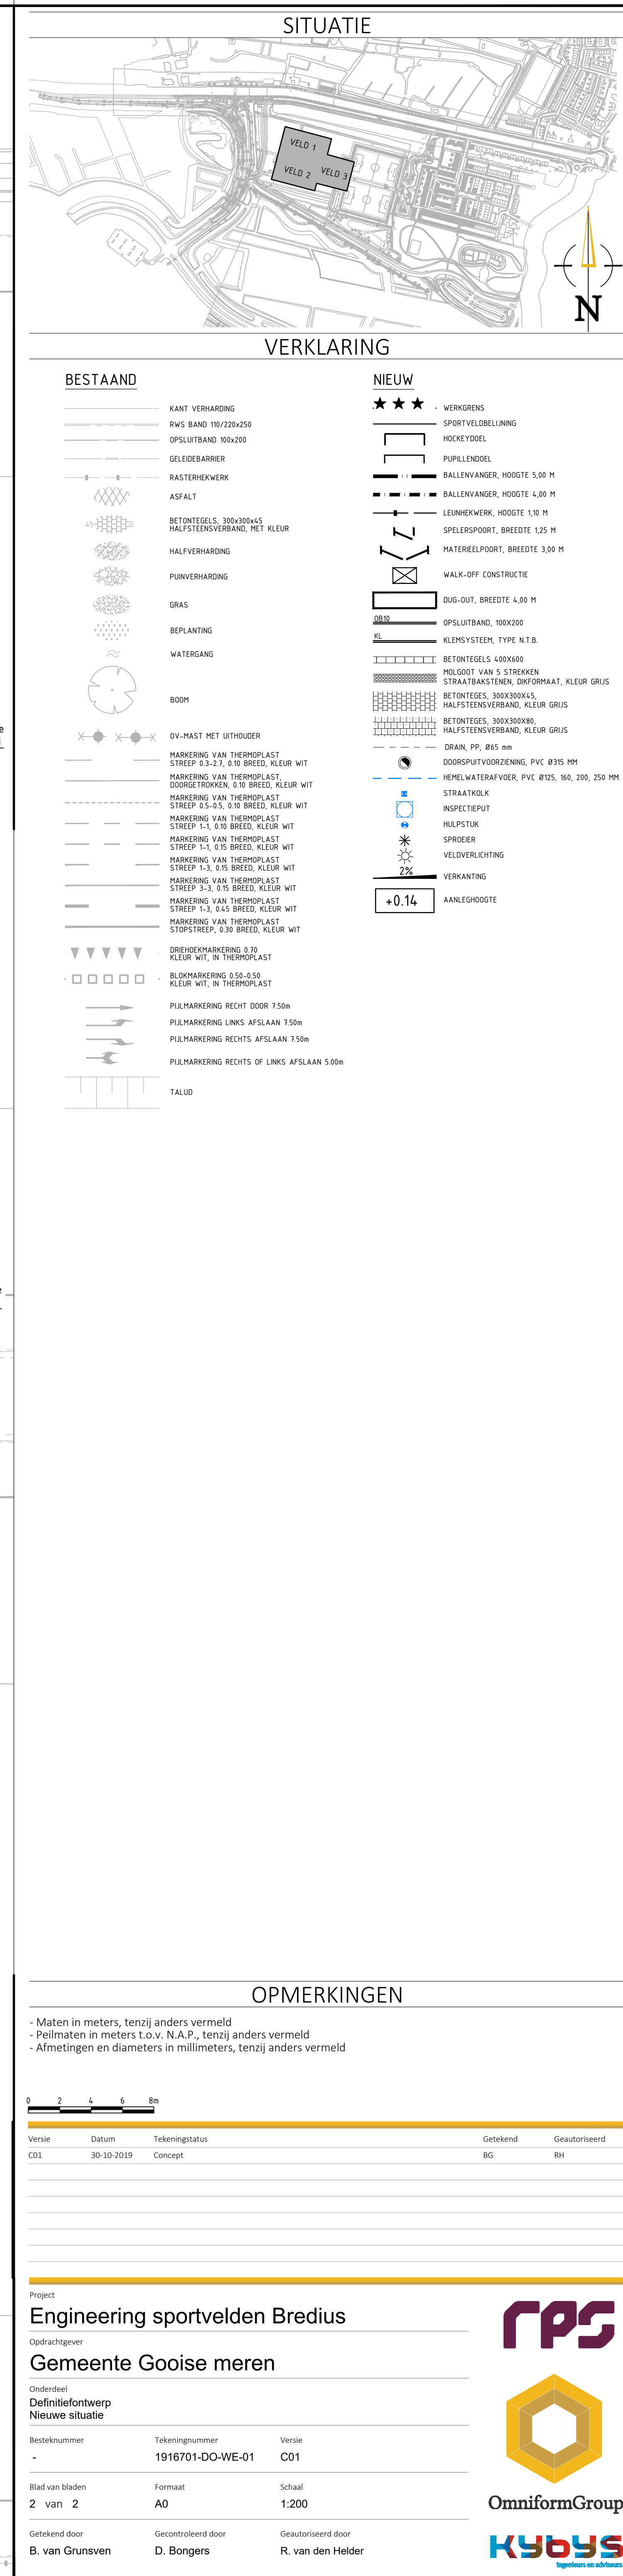 SITUATIE
VELD 1
VELD 2
VELD 3
N
VERKLARING
BESTAAND
KANT VERHARDING
RWS BAND 110/220x250
OPSLUITBAND 100x200
GELEIDEBARRIER
RASTERHEKWERK
ASFALT
45
BETONTEGELS, 300x300x45
HALFSTEENSVERBAND, MET KLEUR
HALFVERHARDING
PUINVERHARDING
GRAS
BEPLANTING
WATERGANG
BOOM
OV-MAST MET UITHOUDER
MARKERING VAN THERMOPLAST
STREEP 0.3-2.7, 0.10 BREED, KLEUR WIT
MARKERING VAN THERMOPLAST,
DOORGETROKKEN, 0.10 BREED, KLEUR WIT
MARKERING VAN THERMOPLAST
STREEP 0.5-0.5, 0.10 BREED, KLEUR WIT
MARKERING VAN THERMOPLAST
STREEP 1-1, 0.10 BREED, KLEUR WIT
MARKERING VAN THERMOPLAST
STREEP 1-1, 0.15 BREED, KLEUR WIT
MARKERING VAN THERMOPLAST
STREEP 1-3, 0.15 BREED, KLEUR WIT
MARKERING VAN THERMOPLAST
STREEP 3-3, 0.15 BREED, KLEUR WIT
MARKERING VAN THERMOPLAST
STREEP 1-3, 0.45 BREED, KLEUR WIT
MARKERING VAN THERMOPLAST
STOPSTREEP, 0.30 BREED, KLEUR WIT
DRIEHOEKMARKERING 0.70
KLEUR WIT, IN THERMOPLAST
BLOKMARKERING 0.50-0.50
KLEUR WIT, IN THERMOPLAST
PIJLMARKERING RECHT DOOR 7.50m
PIJLMARKERING LINKS AFSLAAN 7.50m
PIJLMARKERING RECHTS AFSLAAN 7.50m
PIJLMARKERING RECHTS OF LINKS AFSLAAN 5.00m
TALUD
NIEUW
WERKGRENS
SPORTVELDBELIJNING
HOCKEYDOEL
PUPILLENDOEL
BALLENVANGER, HOOGTE 5,00 M
BALLENVANGER, HOOGTE 4,00 M
LEUNHEKWERK, HOOGTE 1,10 M
SPELERSPOORT, BREEDTE 1,25 M
MATERIEELPOORT, BREEDTE 3,00 M
WALK-OFF CONSTRUCTIE
DUG-OUT, BREEDTE 4,00 M
OB10
OPSLUITBAND, 100X200
KL
KLEMSYSTEEM, TYPE N.T.B.
BETONTEGELS 400X600
MOLGOOT VAN 5 STREKKEN
STRAATBAKSTENEN, DIKFORMAAT, KLEUR GRIJS
BETONTEGES, 300X300X45,
HALFSTEENSVERBAND, KLEUR GRIJS
BETONTEGES, 300X300X80,
HALFSTEENSVERBAND, KLEUR GRIJS
DRAIN, PP, Ø65 mm
DOORSPUITVOORZIENING, PVC Ø315 MM
HEMELWATERAFVOER, PVC Ø125, 160, 200, 250 MM
STRAATKOLK
INSPECTIEPUT
HULPSTUK
SPROEIER
VELDVERLICHTING
2%
VERKANTING
+0.14
AANLEGHOOGTE
OPMERKINGEN
- Maten in meters, tenzij anders vermeld
- Peilmaten in meters t.o.v. N.A.P., tenzij anders vermeld
- Afmetingen en diameters in millimeters, tenzij anders vermeld
0 2 4 6 8m
Versie Datum Tekeningstatus Getekend Geautoriseerd
C01 30-10-2019 Concept BG RH
Project
Engineering sportvelden Bredius
Opdrachtgever
Gemeente Gooise meren
Onderdeel
Definitiefontwerp
Nieuwe situatie
Besteknummer Tekeningnummer Versie
- 1916701-DO-WE-01 C01
Blad van bladen Formaat Schaal
2 van 2 A0 1:200
Getekend door Gecontroleerd door Geautoriseerd door
B. van Grunsven D. Bongers R. van den Helder
rps
OmniformGroup
Kybys
ingenieurs en adviseurs